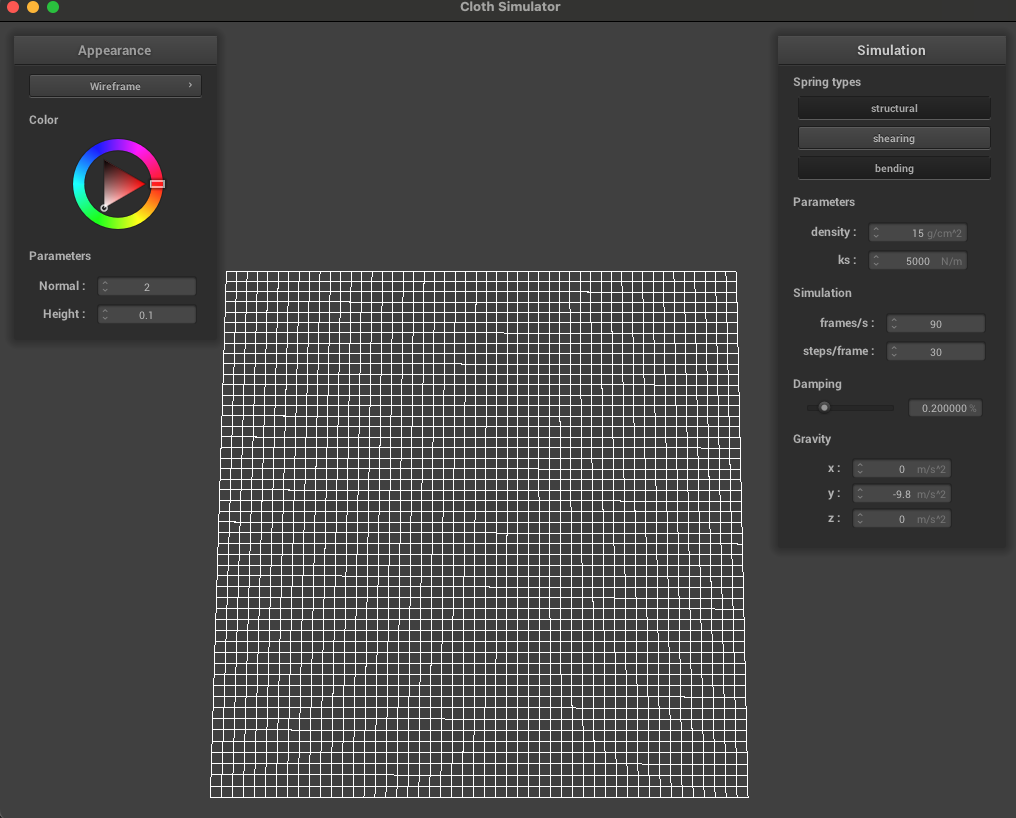 Cloth Simulator
Appearance
Wireframe
Color
Parameters
Normal : 2
Height : 0.1
Simulation
Spring types
structural
shearing
bending
Parameters
density : 15 g/cm^2
ks : 5000 N/m
Simulation
frames/s : 90
steps/frame : 30
Damping
0.200000 %
Gravity
x : 0 m/s^2
y : -9.8 m/s^2
z : 0 m/s^2